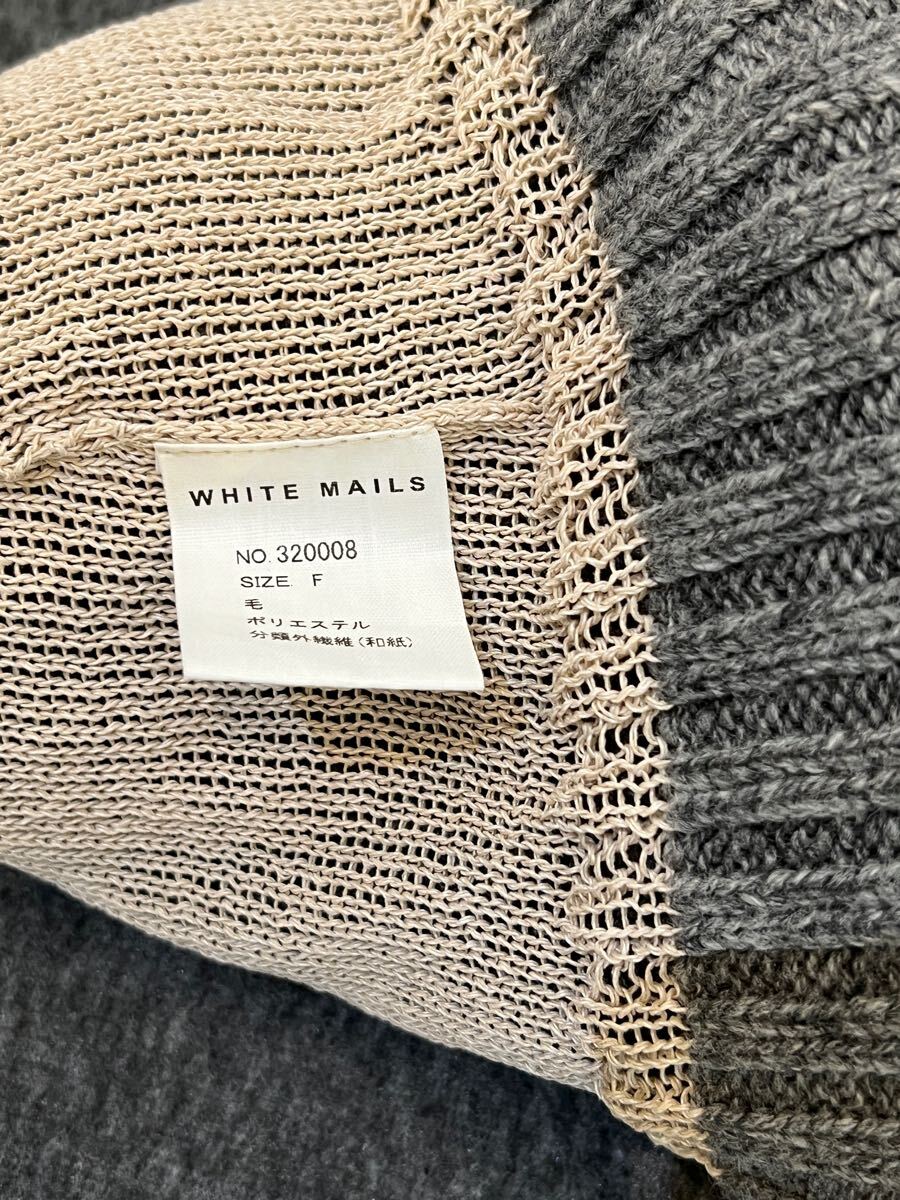 WHITE MAILS
NO. 320008
SIZE. F
毛
ポリエステル
分類外繊維(和紙)